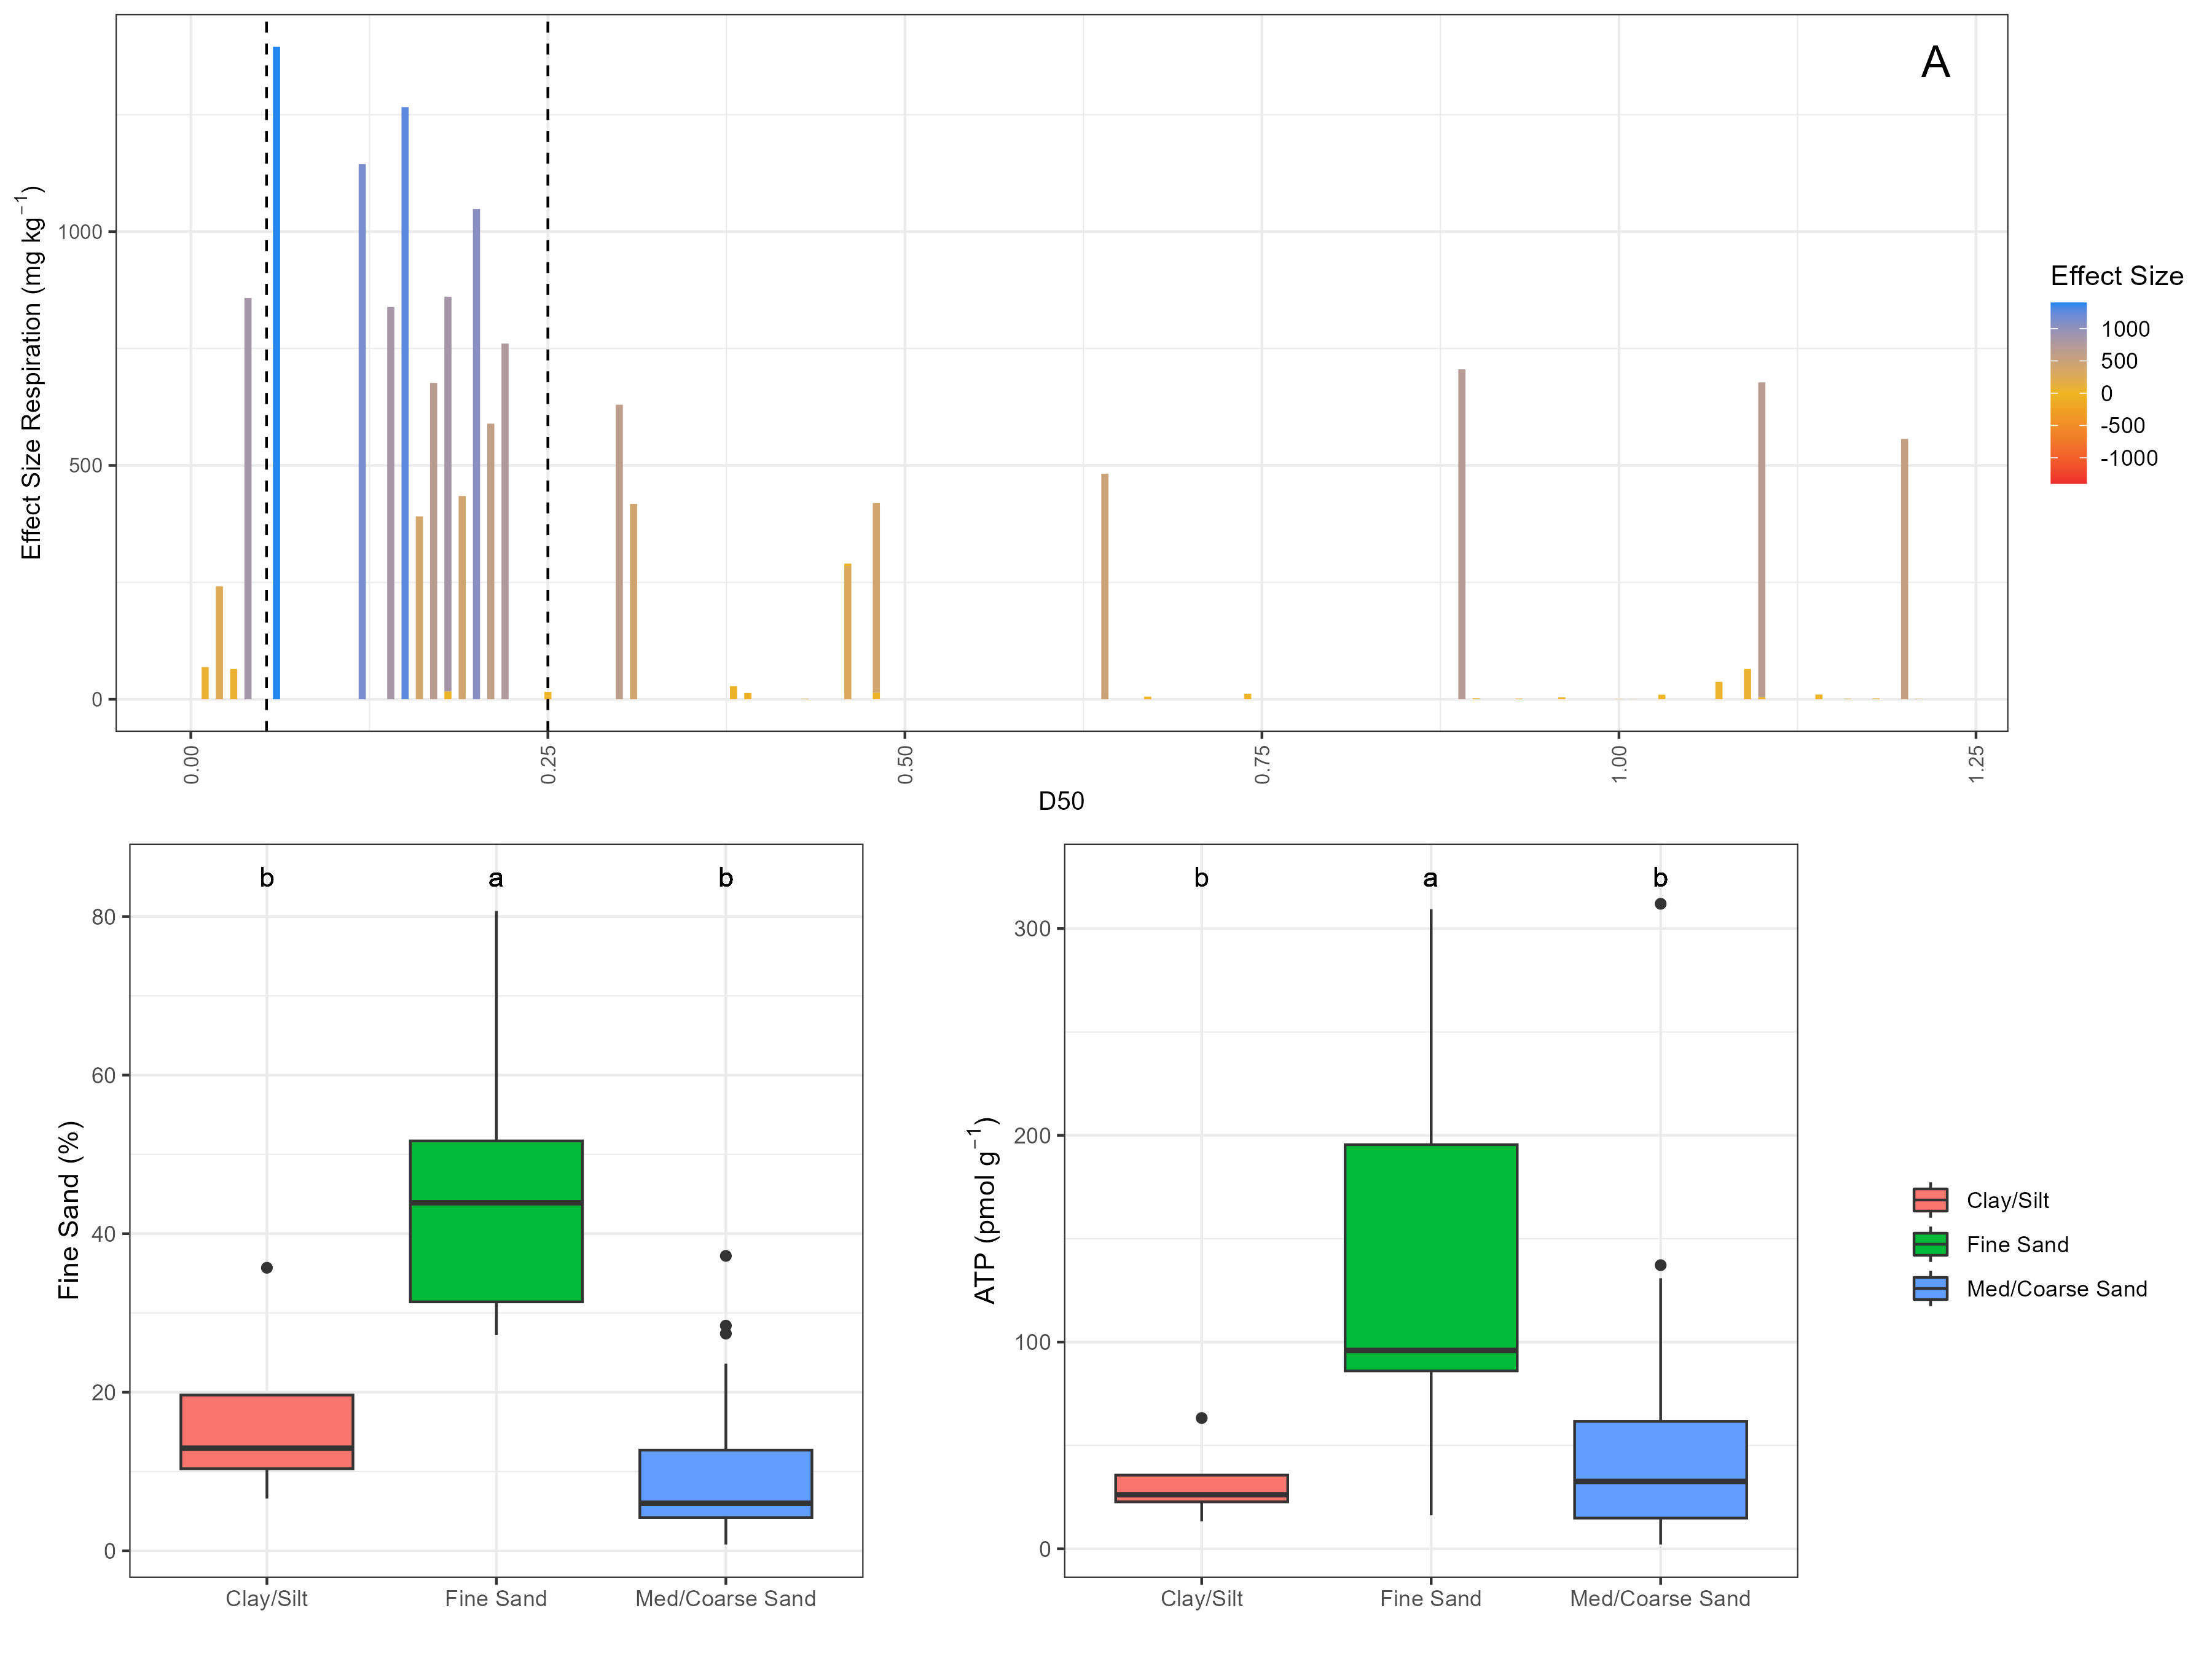 A
Effect Size Respiration (mg kg⁻¹)
1000
500
0
0.00
0.25
0.50
0.75
1.00
1.25
D50
Effect Size
1000
500
0
-500
-1000
b
a
b
Fine Sand (%)
80
60
40
20
0
Clay/Silt
Fine Sand
Med/Coarse Sand
b
a
b
ATP (pmol g⁻¹)
300
200
100
0
Clay/Silt
Fine Sand
Med/Coarse Sand
Clay/Silt
Fine Sand
Med/Coarse Sand